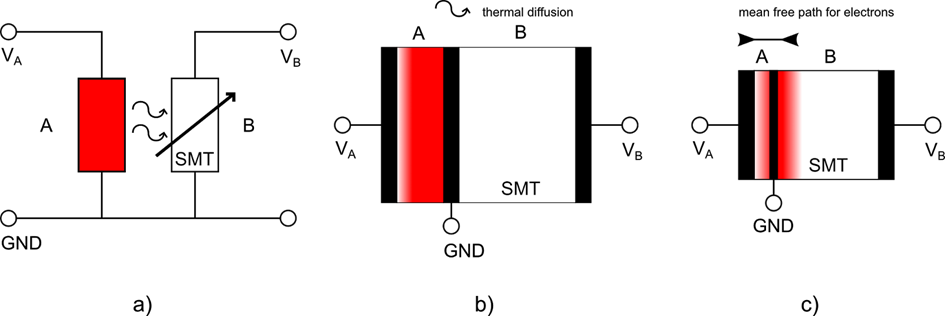 V_A
V_B
A
B
SMT
GND
a)
thermal diffusion
A
B
V_A
V_B
SMT
GND
b)
mean free path for electrons
A
B
V_A
V_B
SMT
GND
c)